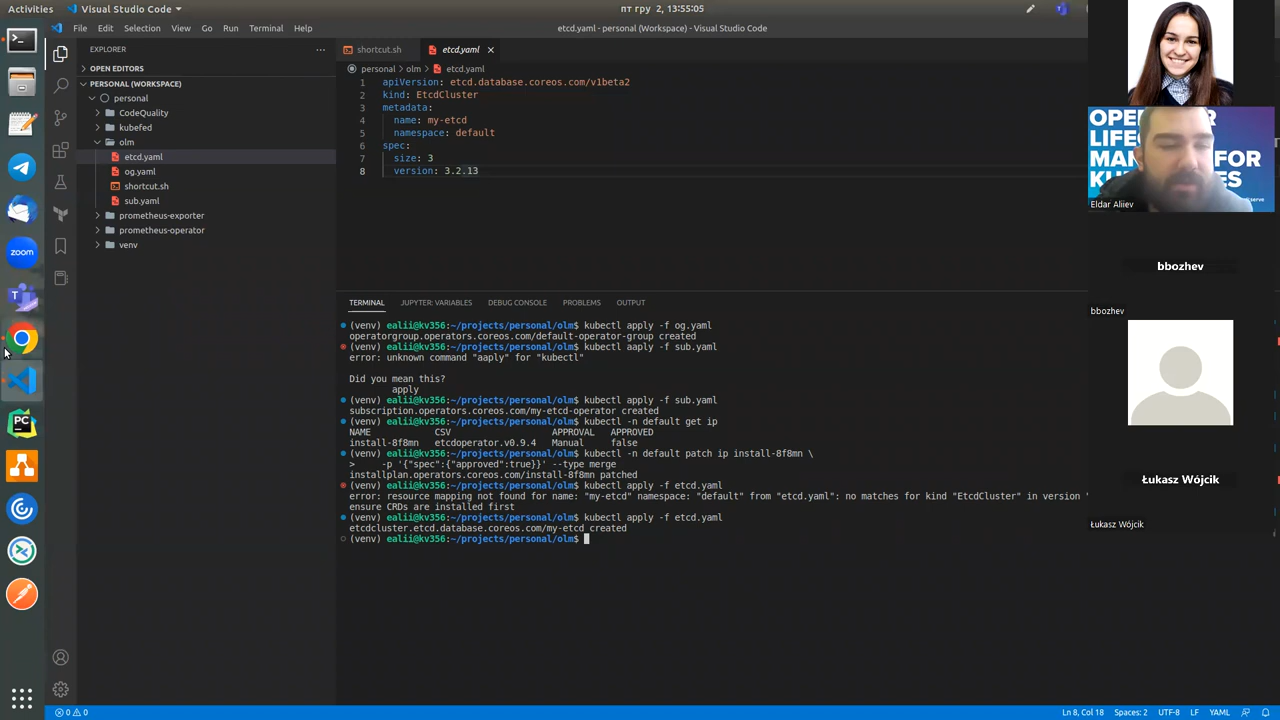 Activities
Visual Studio Code
пт гру 2, 13:55:05
File Edit Selection View Go Run Terminal Help
etcd.yaml - personal (Workspace) - Visual Studio Code
EXPLORER
OPEN EDITORS
PERSONAL (WORKSPACE)
personal
CodeQuality
kubefed
olm
etcd.yaml
og.yaml
shortcut.sh
sub.yaml
prometheus-exporter
prometheus-operator
venv
zoom
PC
shortcut.sh
etcd.yaml
personal > olm > etcd.yaml
1 apiVersion: etcd.database.coreos.com/v1beta2
2 kind: EtcdCluster
3 metadata:
4 name: my-etcd
5 namespace: default
6 spec:
7 size: 3
8 version: 3.2.13
TERMINAL JUPYTER: VARIABLES DEBUG CONSOLE PROBLEMS OUTPUT
(venv) ealii@kv356:~/projects/personal/olm$ kubectl apply -f og.yaml
operatorgroup.operators.coreos.com/default-operator-group created
(venv) ealii@kv356:~/projects/personal/olm$ kubectl aaply -f sub.yaml
error: unknown command "aaply" for "kubectl"
Did you mean this?
apply
(venv) ealii@kv356:~/projects/personal/olm$ kubectl apply -f sub.yaml
subscription.operators.coreos.com/my-etcd-operator created
(venv) ealii@kv356:~/projects/personal/olm$ kubectl -n default get ip
NAME CSV APPROVAL APPROVED
install-8f8mn etcdoperator.v0.9.4 Manual false
(venv) ealii@kv356:~/projects/personal/olm$ kubectl -n default patch ip install-8f8mn \
> -p '{"spec":{"approved":true}}' --type merge
installplan.operators.coreos.com/install-8f8mn patched
(venv) ealii@kv356:~/projects/personal/olm$ kubectl apply -f etcd.yaml
error: resource mapping not found for name: "my-etcd" namespace: "default" from "etcd.yaml": no matches for kind "EtcdCluster" in version "
ensure CRDs are installed first
(venv) ealii@kv356:~/projects/personal/olm$ kubectl apply -f etcd.yaml
etcdcluster.etcd.database.coreos.com/my-etcd created
(venv) ealii@kv356:~/projects/personal/olm$
0 0
Ln 8, Col 18 Spaces: 2 UTF-8 LF YAML
Eldar Aliiev
bbozhev
bbozhev
Łukasz Wójcik
Łukasz Wójcik